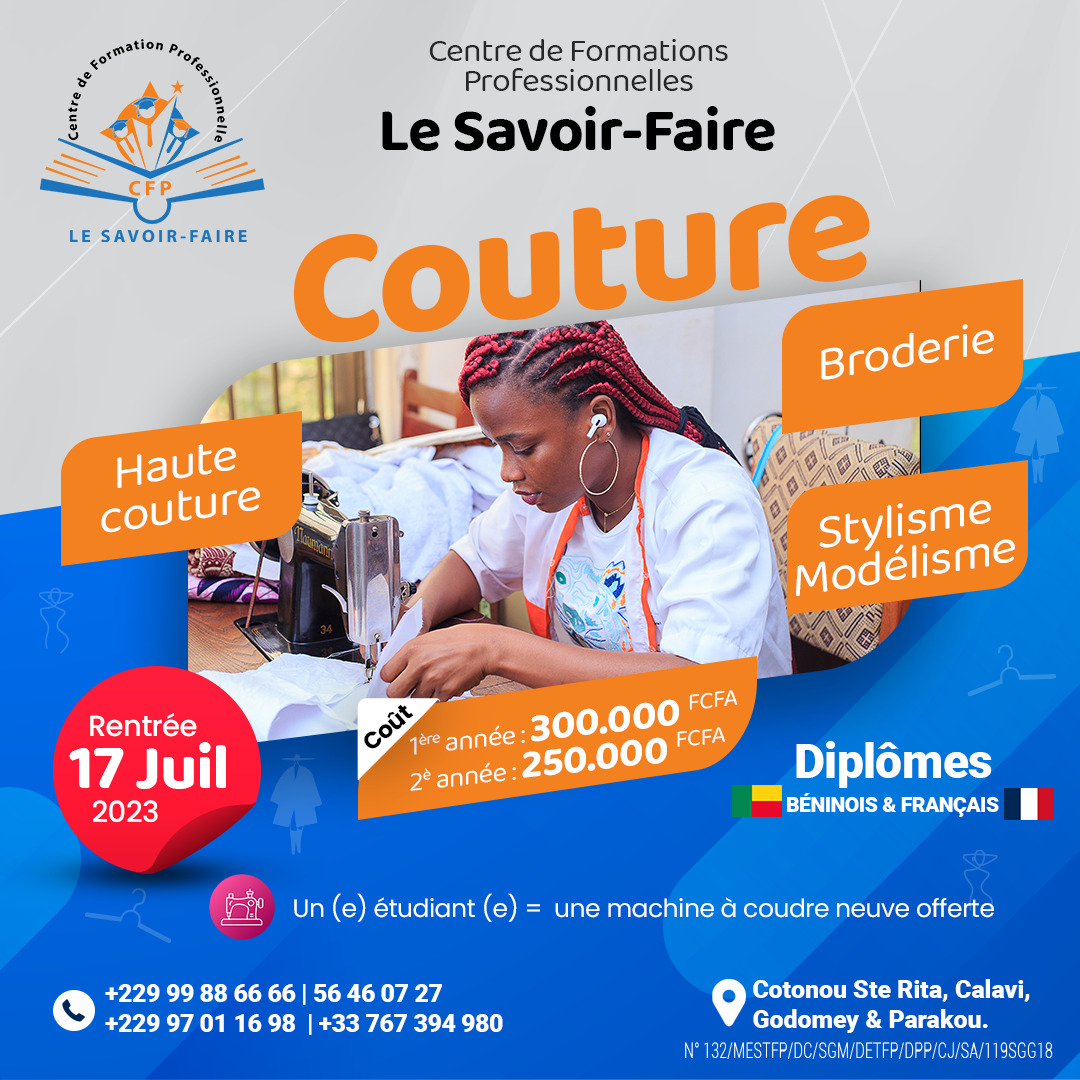 Centre de Formation Professionnelle
CFP
LE SAVOIR-FAIRE
Centre de Formations
Professionnelles
Le Savoir-Faire
Couture
Broderie
Haute
couture
Stylisme
Modélisme
Naumann
34
Coût
1ère année : 300.000 FCFA
2è année : 250.000 FCFA
Rentrée
17 Juil
2023
Diplômes
BÉNINOIS & FRANÇAIS
Un (e) étudiant (e) = une machine à coudre neuve offerte
+229 99 88 66 66 | 56 46 07 27
+229 97 01 16 98 | +33 767 394 980
Cotonou Ste Rita, Calavi,
Godomey & Parakou.
N° 132/MESTFP/DC/SGM/DETFP/DPP/CJ/SA/119SGG18